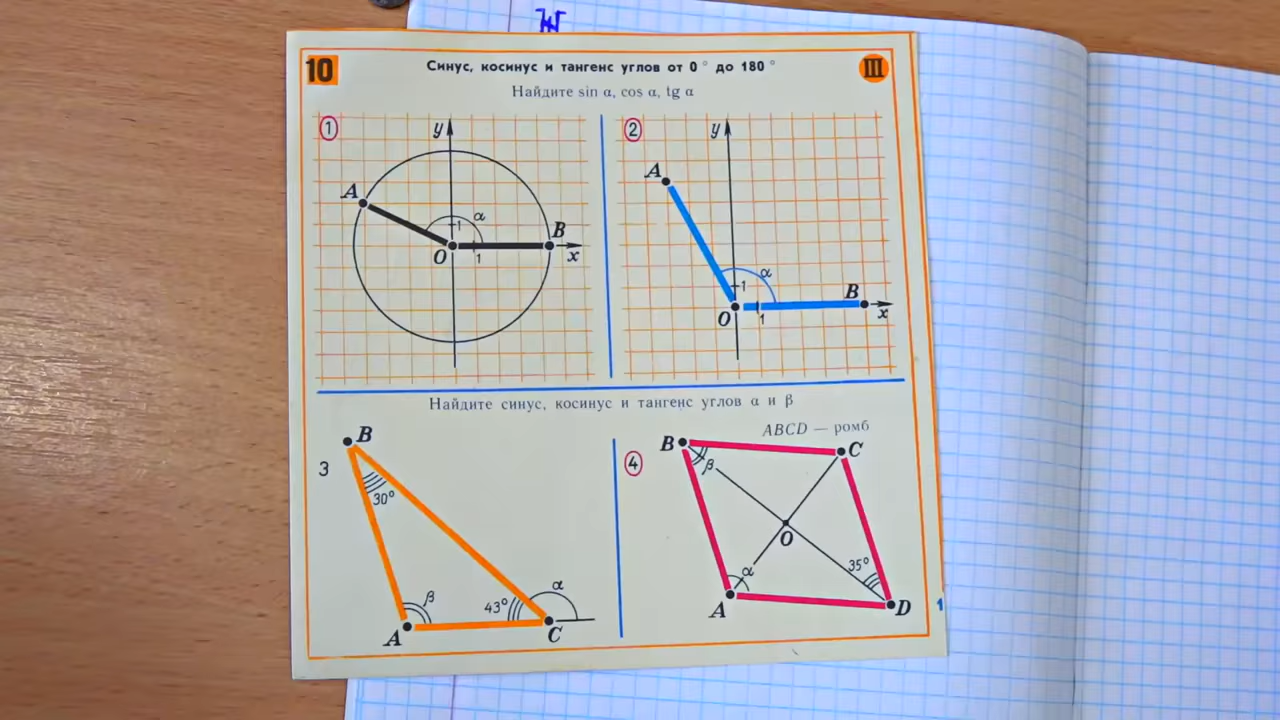 10
Синус, косинус и тангенс углов от 0° до 180°
III
Найдите sin α, cos α, tg α
1
y
A
α
1
B
O
1
x
2
y
A
α
1
B
O
1
x
Найдите синус, косинус и тангенс углов α и β
3
B
30°
β
43°
α
A
C
ABCD — ромб
4
B
C
β
O
35°
α
A
D
1